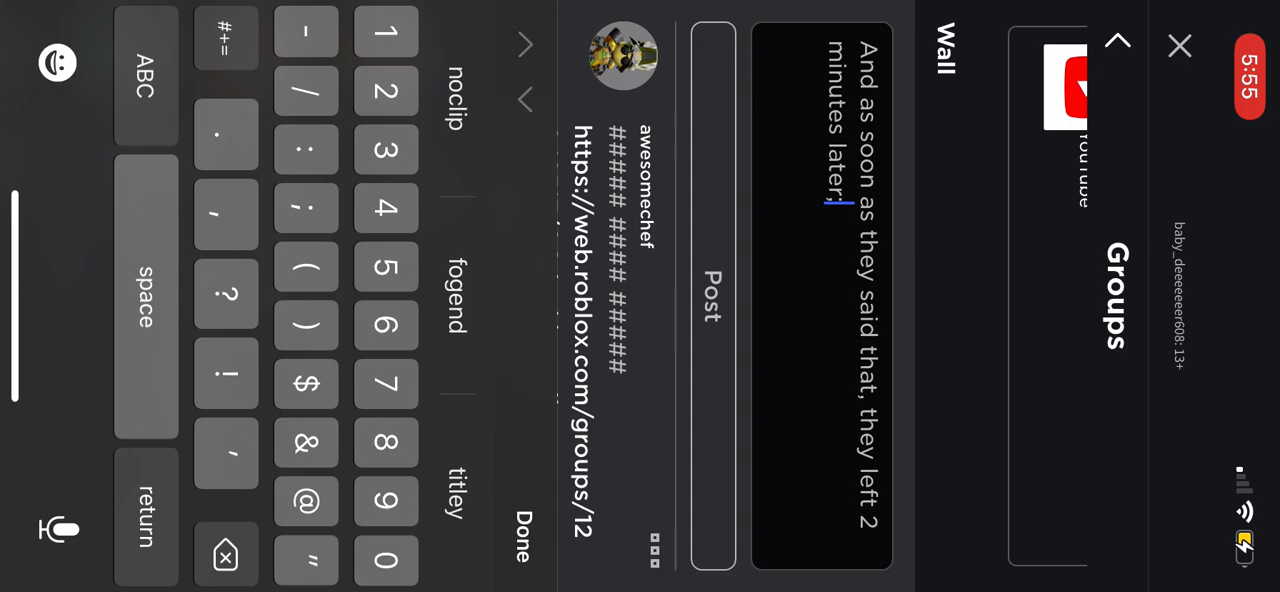 5:55
baby_deeeeeeer608: 13+
Groups
YouTube
Wall
And as soon as they said that, they left 2
minutes later;
Post
awesomechef
##### #### #####
https://web.roblox.com/groups/12
Done
noclip fogend titley
1 2 3 4 5 6 7 8 9 0
- / : ; ( ) $ & @ "
#+= . , ? ! '
ABC space return